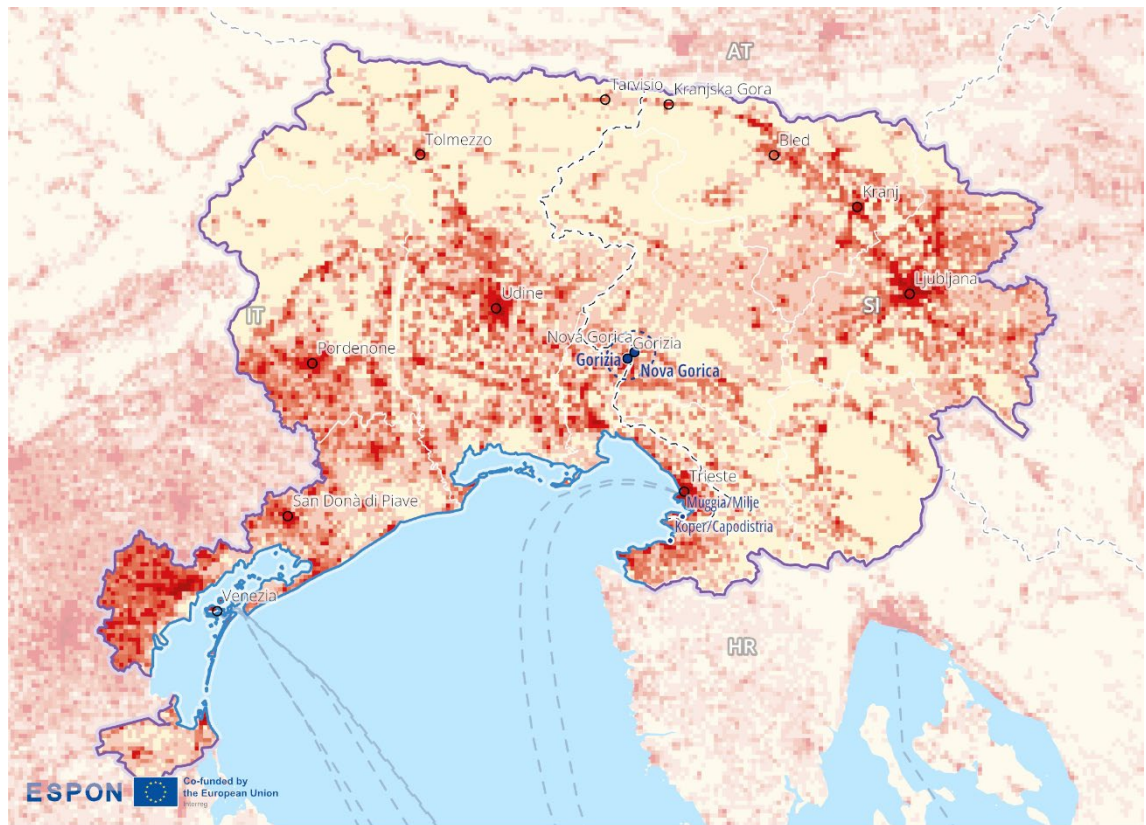 AT
Tarvisio
Kranjska Gora
Tolmezzo
Bled
Kranj
Ljubljana
Udine
SI
IT
Nova Gorica
Gorizia
Pordenone
Gorizia
Nova Gorica
Trieste
Muggia/Milje
San Donà di Piave
Koper/Capodistria
Venezia
HR
ESPON
Co-funded by
the European Union
Interreg